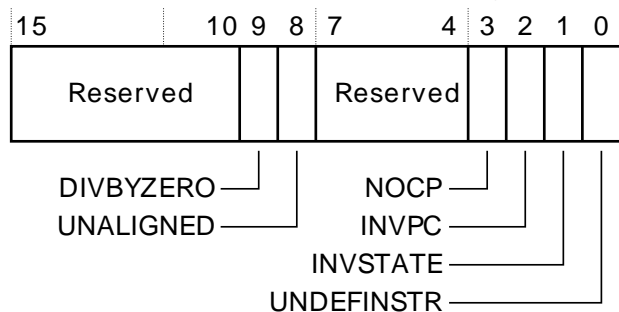 15 10 9 8 7 4 3 2 1 0
Reserved Reserved
DIVBYZERO NOCP
UNALIGNED INVPC
INVSTATE
UNDEFINSTR